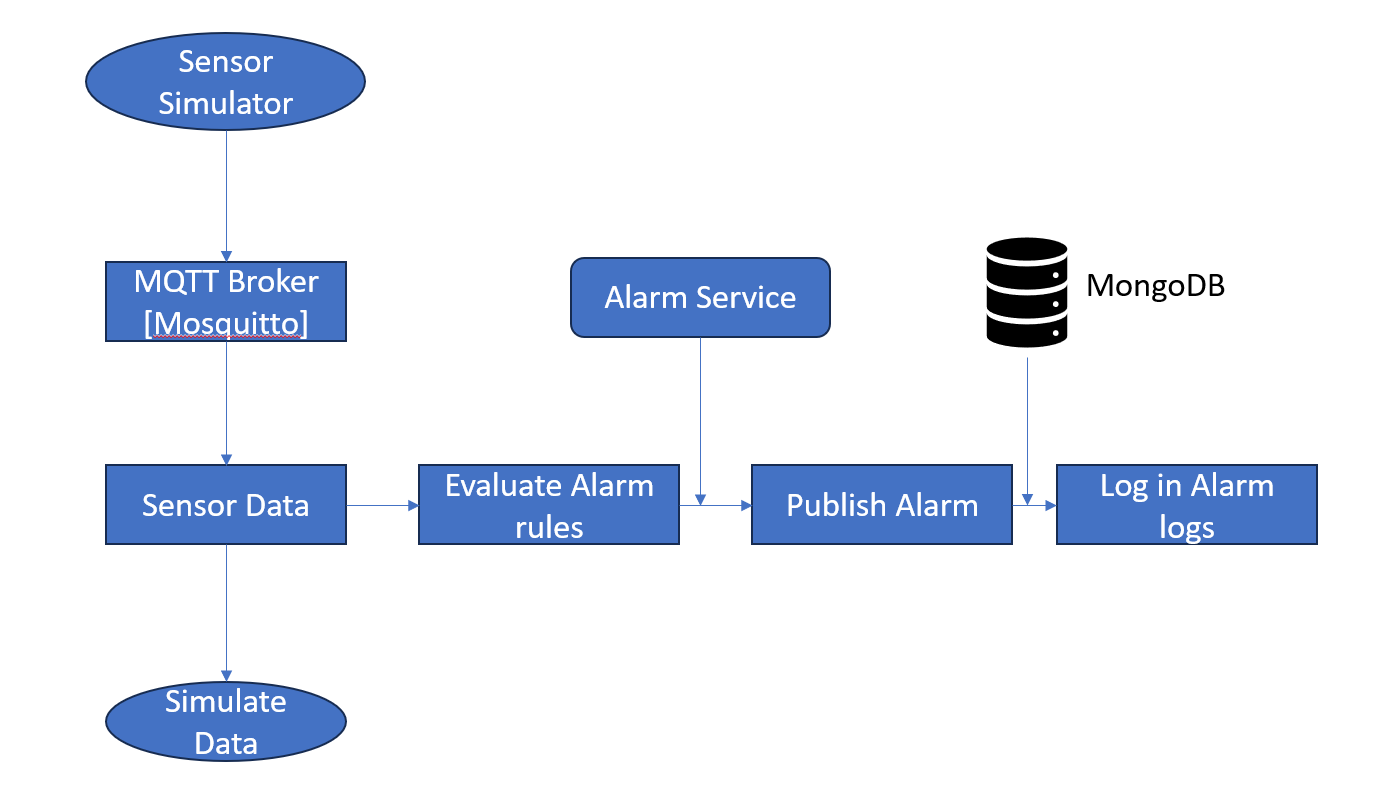 Sensor
Simulator
MQTT Broker
[Mosquitto]
Alarm Service
MongoDB
Sensor Data
Evaluate Alarm
rules
Publish Alarm
Log in Alarm
logs
Simulate
Data